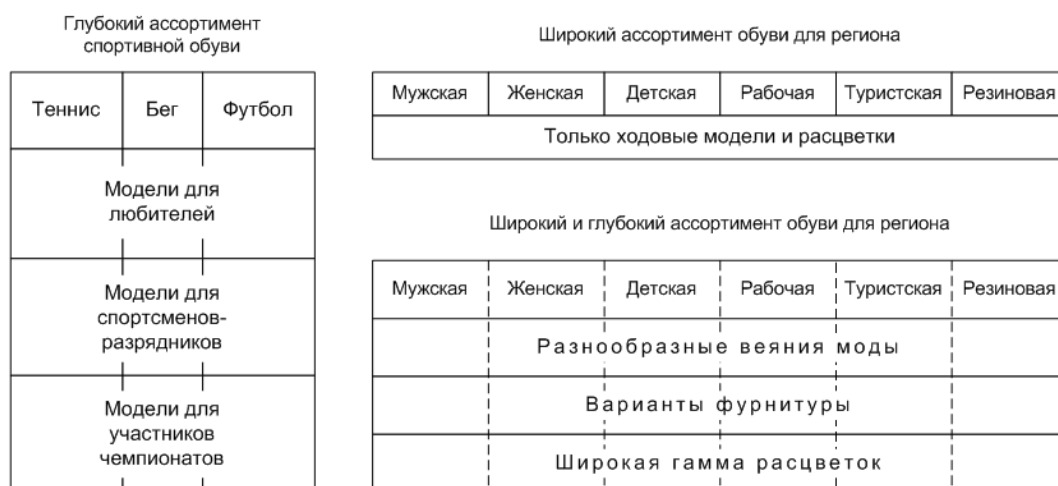 Глубокий ассортимент
спортивной обуви
Теннис Бег Футбол
Модели для
любителей
Модели для
спортсменов-
разрядников
Модели для
участников
чемпионатов
Широкий ассортимент обуви для региона
Мужская Женская Детская Рабочая Туристская Резиновая
Только ходовые модели и расцветки
Широкий и глубокий ассортимент обуви для региона
Мужская Женская Детская Рабочая Туристская Резиновая
Разнообразные веяния моды
Варианты фурнитуры
Широкая гамма расцветок